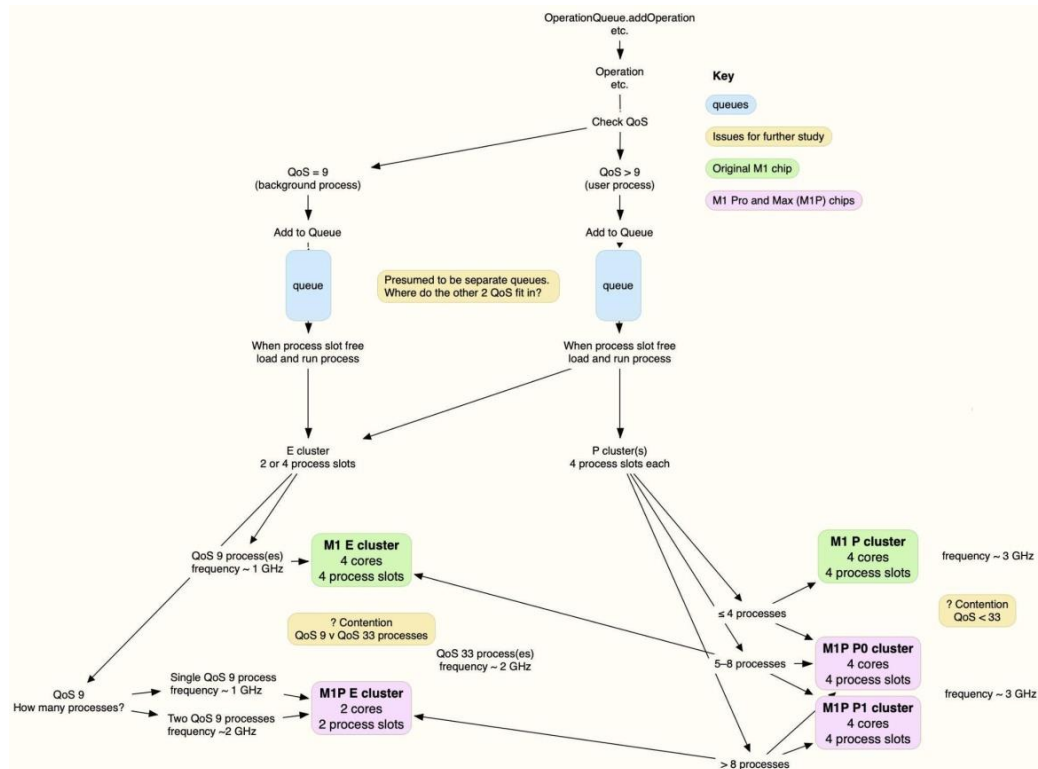 OperationQueue.addOperation
etc.
Operation
etc.
Check QoS
Key
queues
Issues for further study
Original M1 chip
M1 Pro and Max (M1P) chips
QoS = 9
(background process)
QoS > 9
(user process)
Add to Queue
Add to Queue
queue
Presumed to be separate queues.
Where do the other 2 QoS fit in?
queue
When process slot free
load and run process
When process slot free
load and run process
E cluster
2 or 4 process slots
P cluster(s)
4 process slots each
QoS 9 process(es)
frequency ~ 1 GHz
M1 E cluster
4 cores
4 process slots
M1 P cluster
4 cores
4 process slots
frequency ~ 3 GHz
? Contention
QoS 9 v QoS 33 processes
≤ 4 processes
? Contention
QoS < 33
QoS 33 process(es)
frequency ~ 2 GHz
5–8 processes
M1P P0 cluster
4 cores
4 process slots
QoS 9
How many processes?
Single QoS 9 process
frequency ~ 1 GHz
Two QoS 9 processes
frequency ~2 GHz
M1P E cluster
2 cores
2 process slots
frequency ~ 3 GHz
M1P P1 cluster
4 cores
4 process slots
> 8 processes